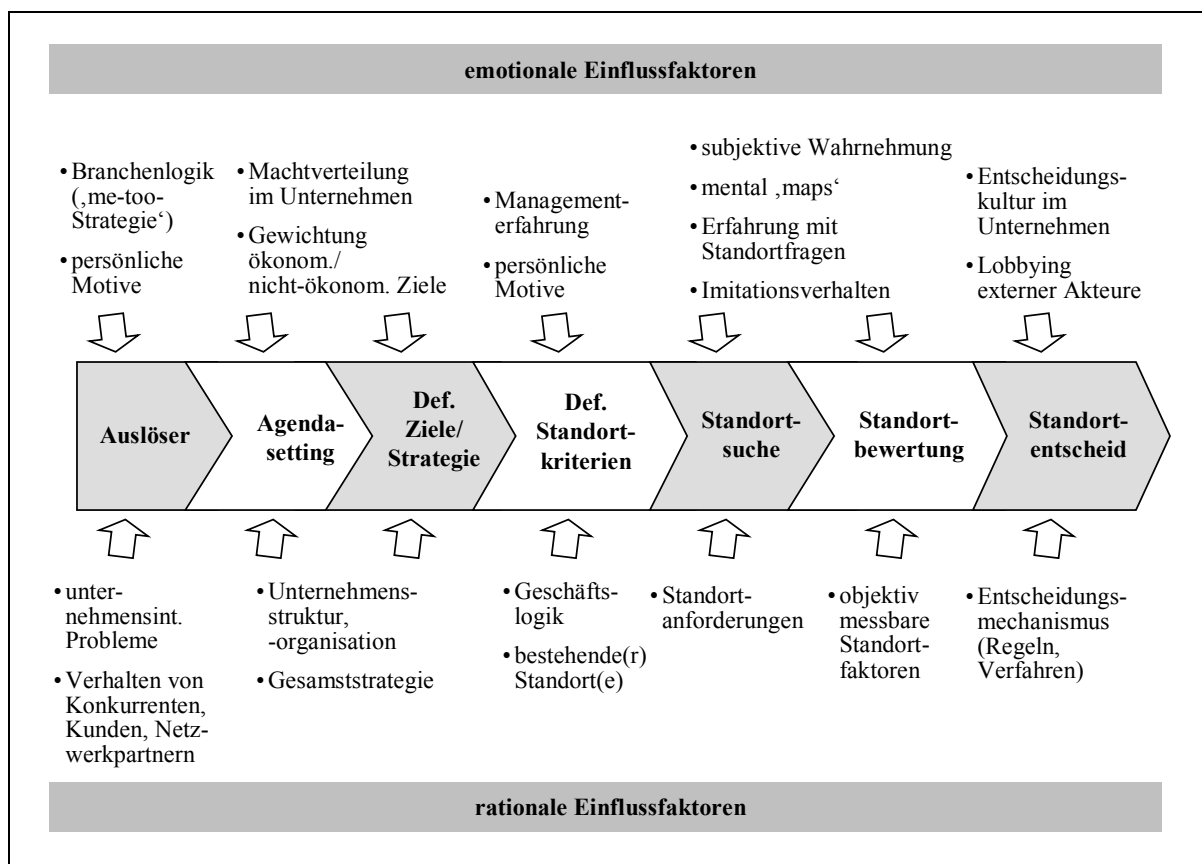 emotionale Einflussfaktoren
• Branchenlogik
(‚me-too-
Strategie‘)
• persönliche
Motive
• Machtverteilung
im Unternehmen
• Gewichtung
ökonom./
nicht-ökonom. Ziele
• Management-
erfahrung
• persönliche
Motive
• subjektive Wahrnehmung
• mental ‚maps‘
• Erfahrung mit
Standortfragen
• Imitationsverhalten
• Entscheidungs-
kultur im
Unternehmen
• Lobbying
externer Akteure
Auslöser
Agenda-
setting
Def.
Ziele/
Strategie
Def.
Standort-
kriterien
Standort-
suche
Standort-
bewertung
Standort-
entscheid
• unter-
nehmensint.
Probleme
• Verhalten von
Konkurrenten,
Kunden, Netz-
werkpartnern
• Unternehmens-
struktur,
-organisation
• Gesamststrategie
• Geschäfts-
logik
• bestehende(r)
Standort(e)
• Standort-
anforderungen
• objektiv
messbare
Standort-
faktoren
• Entscheidungs-
mechanismus
(Regeln,
Verfahren)
rationale Einflussfaktoren